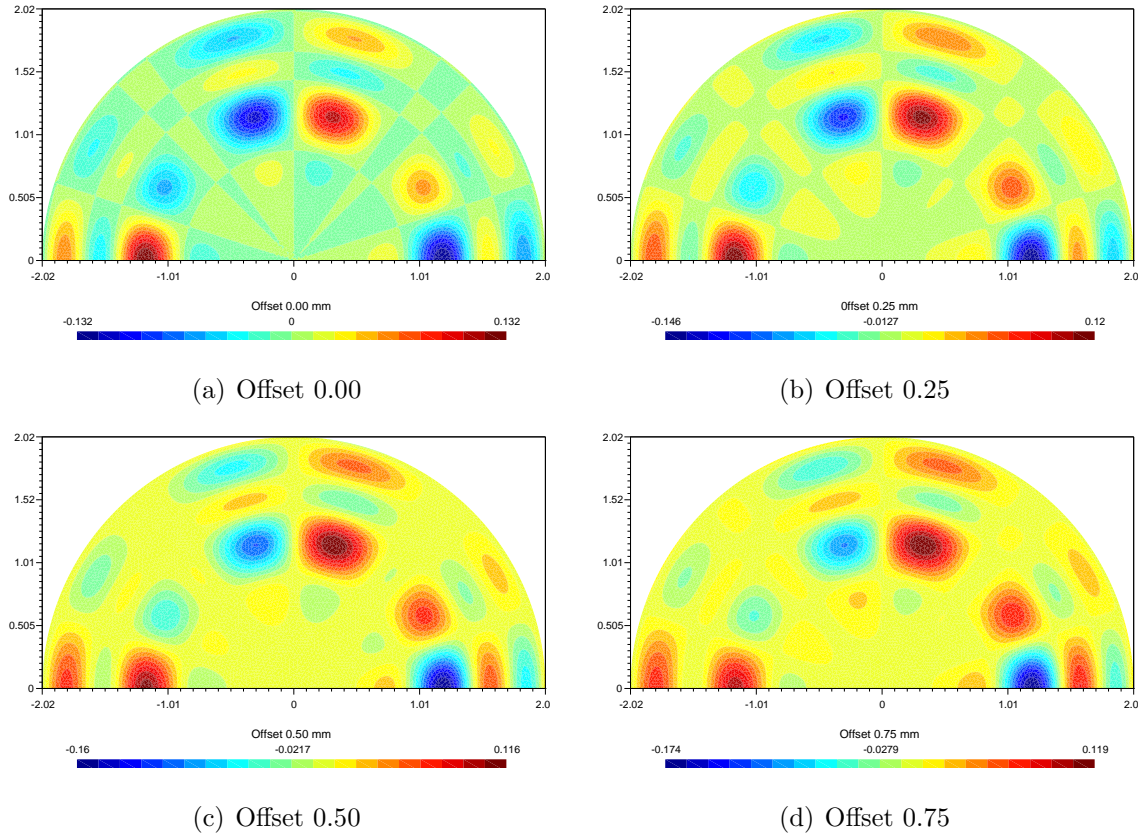 2.02
1.52
1.01
0.505
0
-2.02 -1.01 0 1.01 2.0
Offset 0.00 mm
-0.132 0 0.132
(a) Offset 0.00
2.02
1.52
1.01
0.505
0
-2.02 -1.01 0 1.01 2.0
Offset 0.25 mm
-0.146 -0.0127 0.12
(b) Offset 0.25
2.02
1.52
1.01
0.505
0
-2.02 -1.01 0 1.01 2.0
Offset 0.50 mm
-0.16 -0.0217 0.116
(c) Offset 0.50
2.02
1.52
1.01
0.505
0
-2.02 -1.01 0 1.01 2.0
Offset 0.75 mm
-0.174 -0.0279 0.119
(d) Offset 0.75